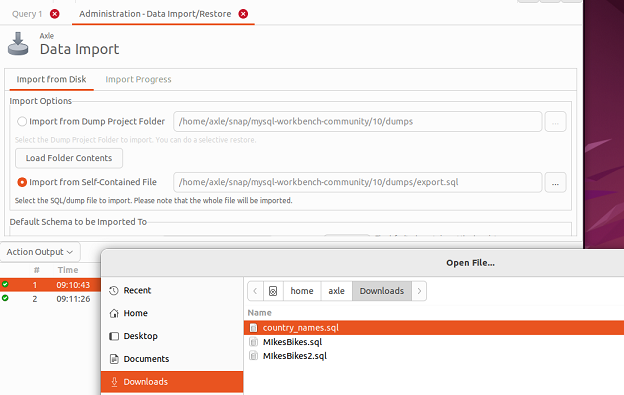 Query 1 Administration - Data Import/Restore
Axle
Data Import
Import from Disk Import Progress
Import Options
Import from Dump Project Folder /home/axle/snap/mysql-workbench-community/10/dumps ...
Select the Dump Project Folder to import. You can do a selective restore.
Load Folder Contents
Import from Self-Contained File /home/axle/snap/mysql-workbench-community/10/dumps/export.sql ...
Select the SQL/dump file to import. Please note that the whole file will be imported.
Default Schema to be Imported To
Action Output
# Time
1 09:10:43
2 09:11:26
Open File...
Recent
Home
Desktop
Documents
Downloads
home axle Downloads
Name
country_names.sql
MIkesBikes.sql
MIkesBikes2.sql